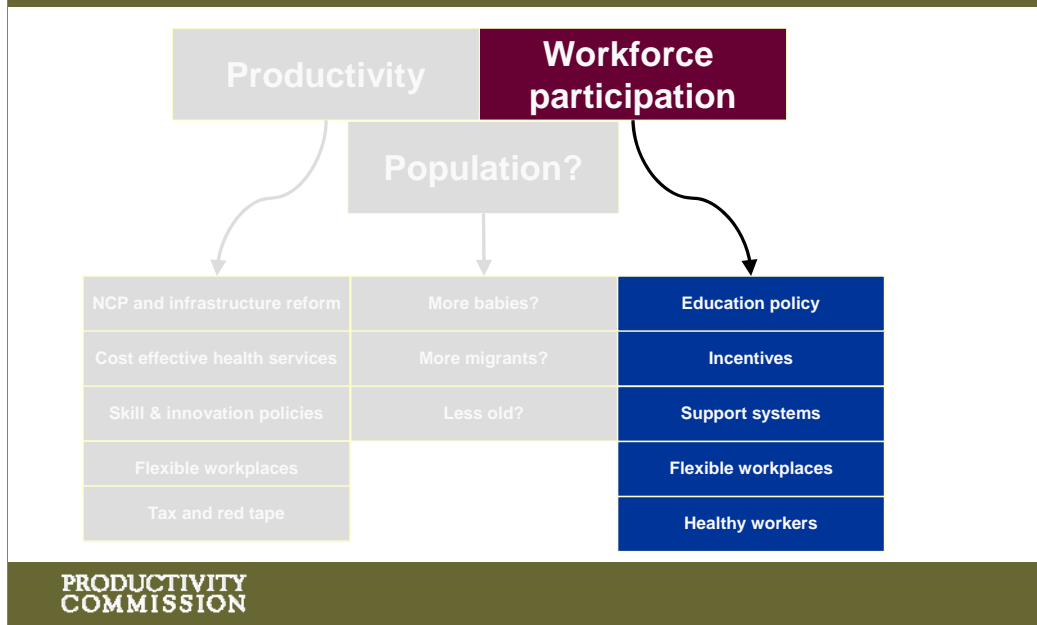 Productivity
Workforce
participation
Population?
NCP and infrastructure reform
Cost effective health services
Skill & innovation policies
Flexible workplaces
Tax and red tape
More babies?
More migrants?
Less old?
Education policy
Incentives
Support systems
Flexible workplaces
Healthy workers
PRODUCTIVITY
COMMISSION